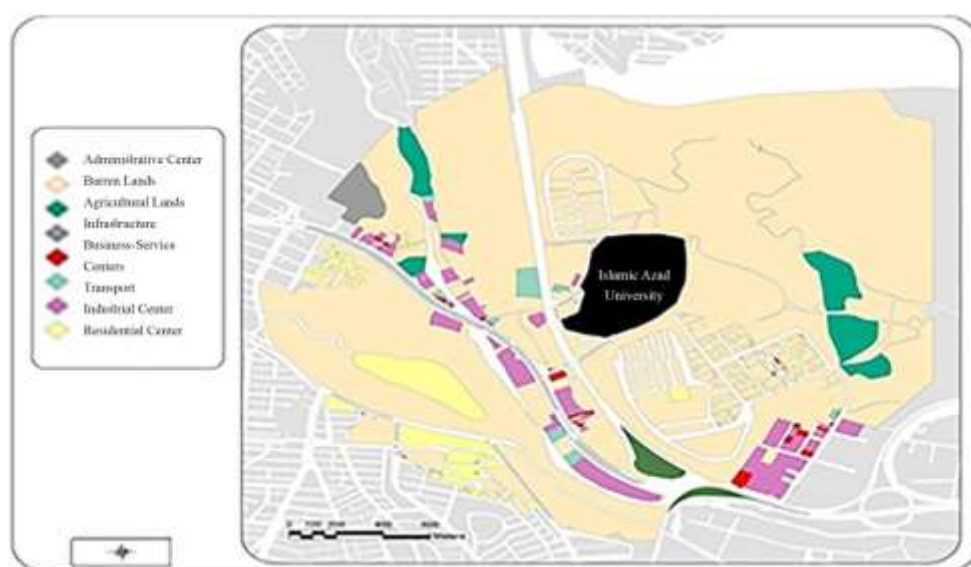 Administrative Center
Barren Lands
Agricultural Lands
Infrastructure
Business-Service
Centers
Transport
Industrial Center
Residential Center
Islamic Azad
University
0
Meters